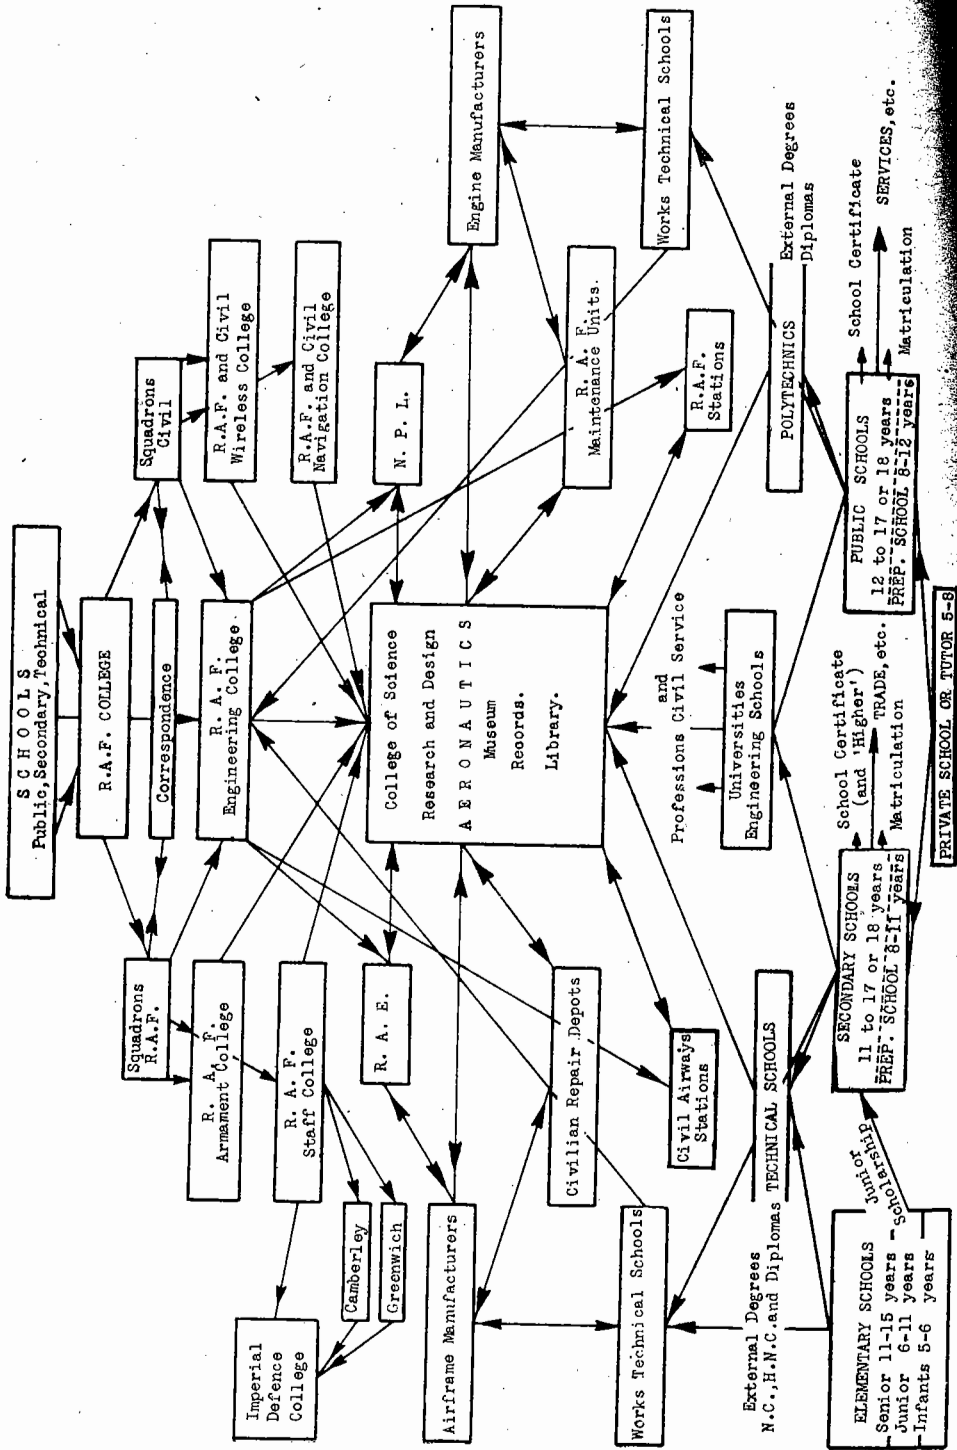 S C H O O L S
Public, Secondary, Technical
R.A.F. COLLEGE
Squadrons
R.A.F.
Correspondence
Squadrons
Civil
R. A. F.
Armament College
R. A. F.
Engineering College
R.A.F. and Civil
Wireless College
R. A. F.
Staff College
R.A.F. and Civil
Navigation College
Imperial
Defence
College
Camberley
Greenwich
R. A. E.
College of Science
Research and Design
A E R O N A U T I C S
Museum
Records.
Library.
N. P. L.
Airframe Manufacturers
Engine Manufacturers
Civilian Repair Depots
R. A. F.
Maintenance Units.
Works Technical Schools
Civil Airways
Stations
R.A.F.
Stations
Works Technical Schools
Professions
and
Civil Service
Universities
Engineering Schools
External Degrees
N.C., H.N.C. and Diplomas
TECHNICAL SCHOOLS
POLYTECHNICS
External Degrees
Diplomas
ELEMENTARY SCHOOLS
Senior 11-15 years
Junior 6-11 years
Infants 5-6 years
Junior
Scholarship
SECONDARY SCHOOLS
11 to 17 or 18 years
PREP. SCHOOL 8-11 years
School Certificate
(and 'Higher')
TRADE, etc.
Matriculation
PUBLIC SCHOOLS
12 to 17 or 18 years
PREP. SCHOOL 8-12 years
School Certificate
SERVICES, etc.
Matriculation
PRIVATE SCHOOL OR TUTOR 5-8